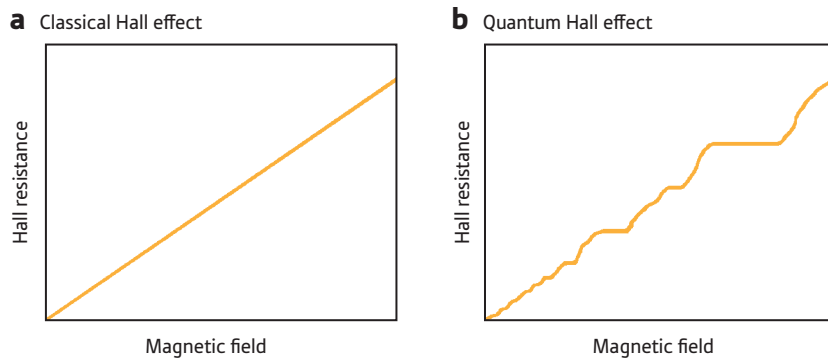 a Classical Hall effect
Hall resistance
Magnetic field
b Quantum Hall effect
Hall resistance
Magnetic field